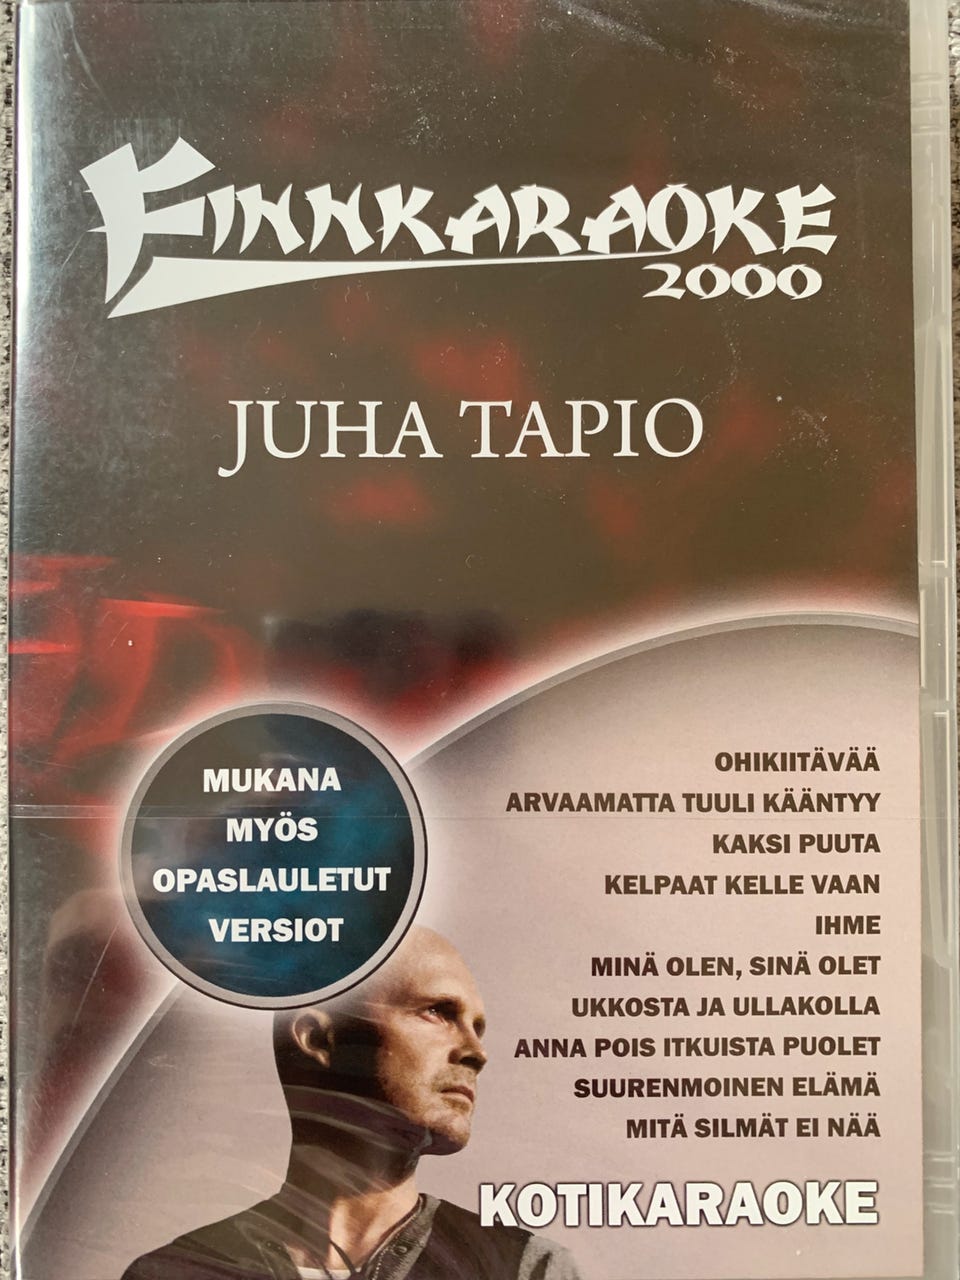 FINNKARAOKE
2000
JUHA TAPIO
MUKANA
MYÖS
OPASLAULETUT
VERSIOT
OHIKIITÄVÄÄ
ARVAAMATTA TUULI KÄÄNTYY
KAKSI PUUTA
KELPAAT KELLE VAAN
IHME
MINÄ OLEN, SINÄ OLET
UKKOSTA JA ULLAKOLLA
ANNA POIS ITKUISTA PUOLET
SUURENMOINEN ELÄMÄ
MITÄ SILMÄT EI NÄÄ
KOTIKARAOKE